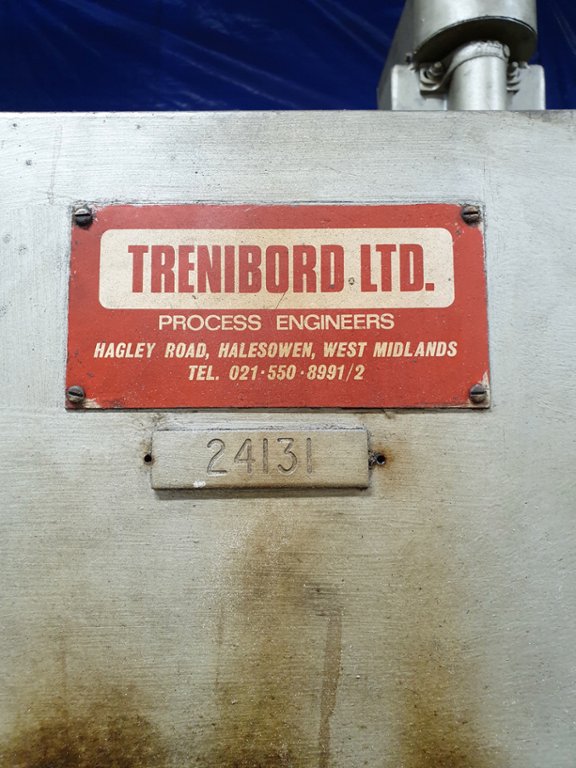 TRENIBORD LTD.
PROCESS ENGINEERS
HAGLEY ROAD, HALESOWEN, WEST MIDLANDS
TEL. 021·550·8991/2
24131